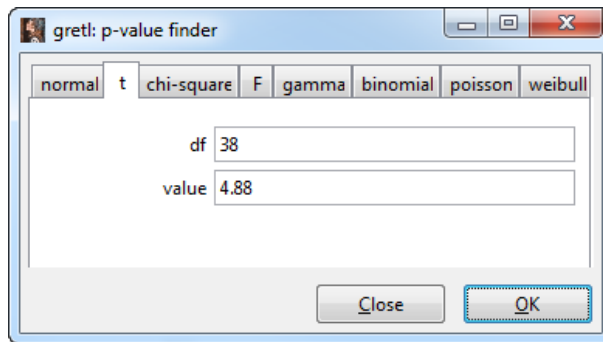 gretl: p-value finder
normal t chi-square F gamma binomial poisson weibull
df 38
value 4.88
Close OK